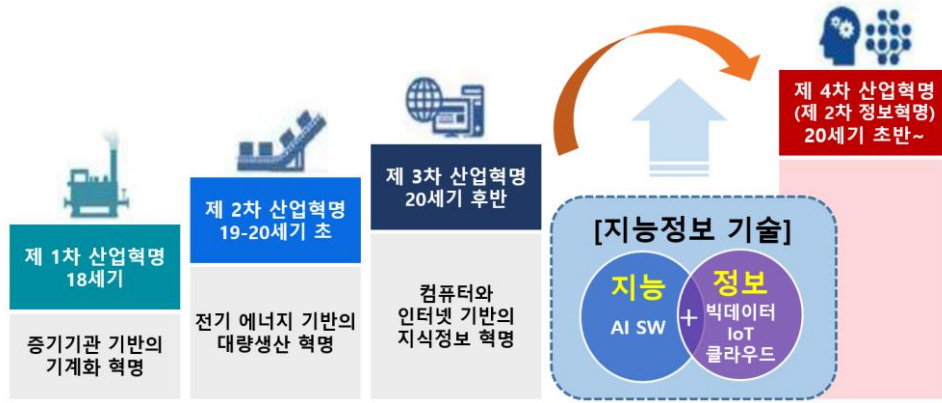 제 1차 산업혁명
18세기
증기기관 기반의
기계화 혁명
제 2차 산업혁명
19-20세기 초
전기 에너지 기반의
대량생산 혁명
제 3차 산업혁명
20세기 후반
컴퓨터와
인터넷 기반의
지식정보 혁명
[지능정보 기술]
지능
AI SW
+
정보
빅데이터
IoT
클라우드
제 4차 산업혁명
(제 2차 정보혁명)
20세기 초반~